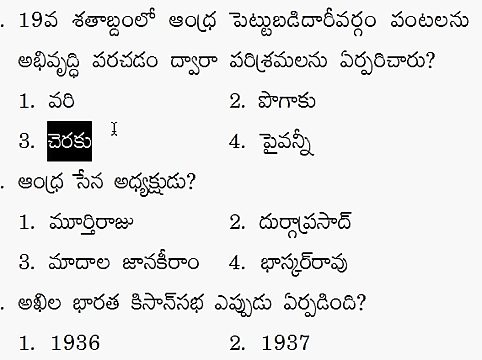 . 19వ శతాబ్దంలో ఆంధ్ర పెట్టుబడిదారీవర్గం పంటలను
అభివృద్ధి పరచడం ద్వారా పరిశ్రమలను ఏర్పరిచారు?
1. వరి 2. పొగాకు
3. చెరకు 4. పైవన్నీ
. ఆంధ్ర సేన అధ్యక్షుడు?
1. మూర్తిరాజు 2. దుర్గాప్రసాద్
3. మాదాల జానకీరాం 4. భాస్కర్‌రావు
. అఖిల భారత కిసాన్‌సభ ఎప్పుడు ఏర్పడింది?
1. 1936 2. 1937